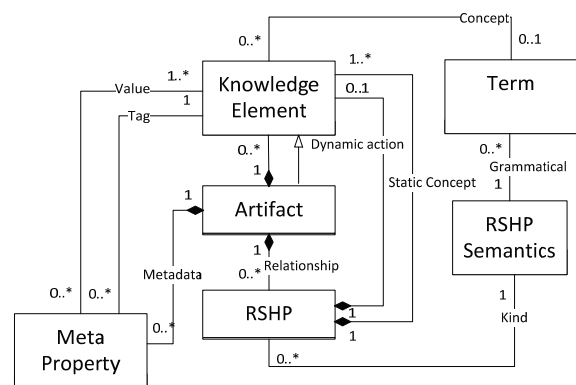 Concept
0..*
0..1
1..*
1..*
Knowledge
Element
0..1
Term
Value
1
Tag
0..*
Dynamic action
0..*
Grammatical
1
1
Static Concept
1
Artifact
RSHP
Semantics
1
Metadata
Relationship
0..*
0..*
0..*
RSHP
1
1
1
Kind
0..*
Meta
Property
0..*